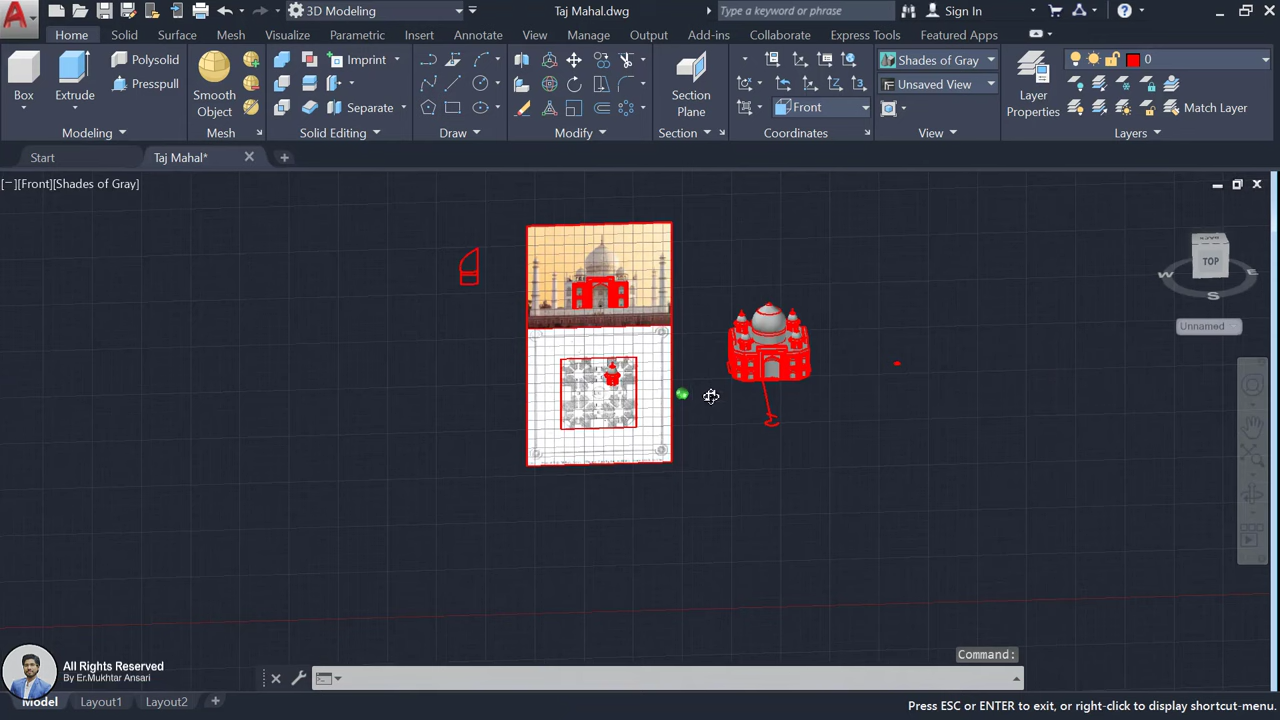 3D Modeling
Taj Mahal.dwg
Type a keyword or phrase
Sign In
Home Solid Surface Mesh Visualize Parametric Insert Annotate View Manage Output Add-ins Collaborate Express Tools Featured Apps
Box
Extrude
Polysolid
Presspull
Smooth
Object
Imprint
Separate
Section
Plane
Front
Shades of Gray
Unsaved View
Layer
Properties
0
Match Layer
Modeling Mesh Solid Editing Draw Modify Section Coordinates View Layers
Start Taj Mahal*
[−][Front][Shades of Gray]
TOP
W
S
E
Unnamed
Command:
All Rights Reserved
By Er.Mukhtar Ansari
Model Layout1 Layout2
Press ESC or ENTER to exit, or right-click to display shortcut-menu.